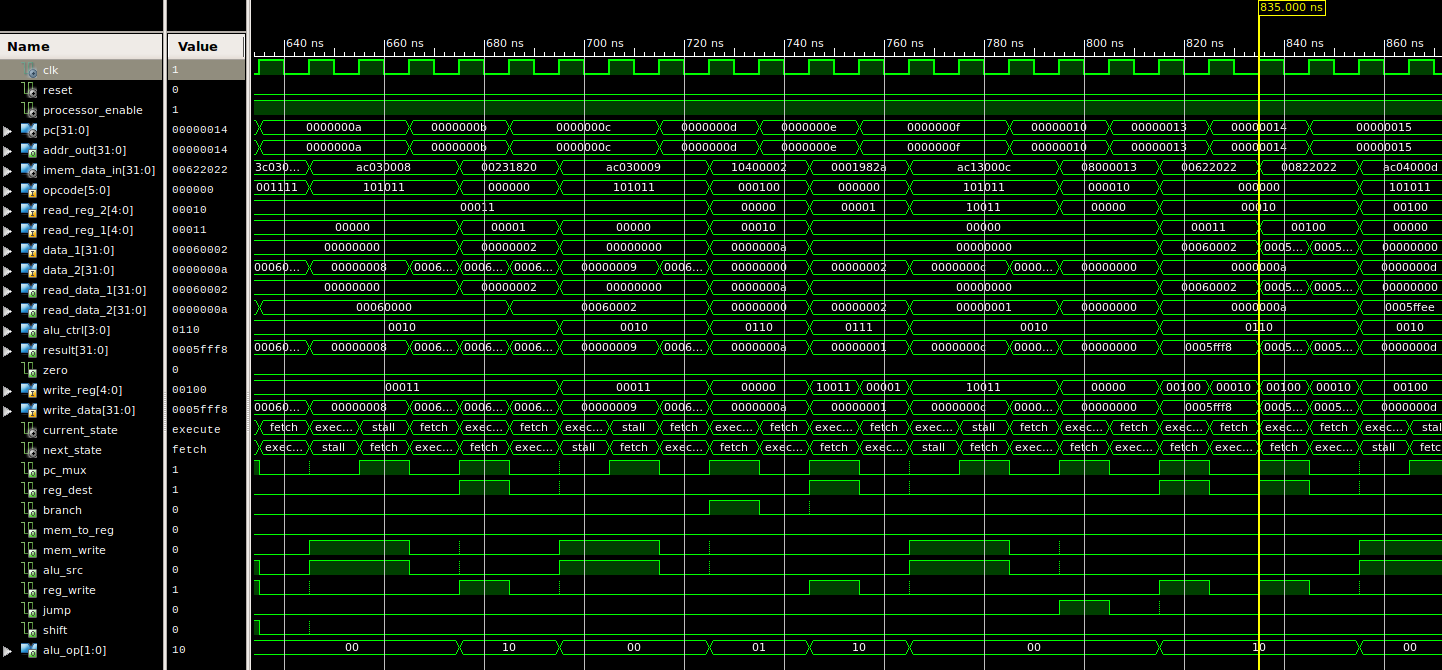 835.000 ns
Name Value 640 ns 660 ns 680 ns 700 ns 720 ns 740 ns 760 ns 780 ns 800 ns 820 ns 840 ns 860 ns
clk 1
reset 0
processor_enable 1
pc[31:0] 00000014 0000000a 0000000b 0000000c 0000000d 0000000e 0000000f 00000010 00000013 00000014 00000015
addr_out[31:0] 00000014 0000000a 0000000b 0000000c 0000000d 0000000e 0000000f 00000010 00000013 00000014 00000015
imem_data_in[31:0] 00622022 3c030... ac030008 00231820 ac030009 10400002 0001982a ac13000c 08000013 00622022 00822022 ac04000d
opcode[5:0] 000000 001111 101011 000000 101011 000100 000000 101011 000010 000000 101011
read_reg_2[4:0] 00010 00011 00000 00001 10011 00000 00010 00100
read_reg_1[4:0] 00011 00000 00001 00000 00010 00000 00011 00100 00000
data_1[31:0] 00060002 00000000 00000002 00000000 0000000a 00000000 00060002 0005... 0005... 00000000
data_2[31:0] 0000000a 00060... 00000008 0006... 0006... 0006... 00000009 0006... 00000000 00000002 0000000c 0000... 00000000 0000000a 0000000d
read_data_1[31:0] 00060002 00000000 00000002 00000000 0000000a 00000000 00060002 0005... 0005... 00000000
read_data_2[31:0] 0000000a 00060000 00060002 00000000 00000002 00000001 00000000 0000000a 0005ffee
alu_ctrl[3:0] 0110 0010 0010 0110 0111 0010 0110 0010
result[31:0] 0005fff8 00060... 00000008 0006... 0006... 0006... 00000009 0006... 0000000a 00000001 0000000c 0000... 00000000 0005fff8 0005... 0005... 0000000d
zero 0
write_reg[4:0] 00100 00011 00011 00000 10011 00001 10011 00000 00100 00010 00100 00010 00100
write_data[31:0] 0005fff8 00060... 00000008 0006... 0006... 0006... 00000009 0006... 0000000a 00000001 0000000c 0000... 00000000 0005fff8 0005... 0005... 0000000d
current_state execute fetch exec... stall fetch exec... fetch exec... stall fetch exec... fetch exec... fetch exec... stall fetch exec... fetch exec... fetch exec... fetch exec... stal
next_state fetch exec... stall fetch exec... fetch exec... stall fetch exec... fetch exec... fetch exec... stall fetch exec... fetch exec... fetch exec... fetch exec... stall fetc
pc_mux 1
reg_dest 1
branch 0
mem_to_reg 0
mem_write 0
alu_src 0
reg_write 1
jump 0
shift 0
alu_op[1:0] 10 00 10 00 01 10 00 10 00